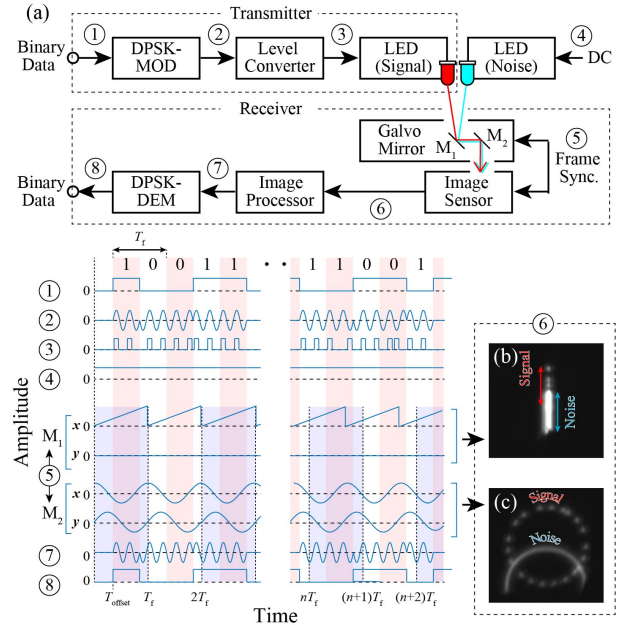 (a)
Transmitter
Binary Data
①
DPSK-MOD
②
Level Converter
③
LED (Signal)
LED (Noise)
④
DC
Receiver
Galvo Mirror
M₁
M₂
⑤
Frame Sync.
Binary Data
⑧
DPSK-DEM
⑦
Image Processor
⑥
Image Sensor
Tf
1 0 0 1 1 · · 1 1 0 0 1
① 0
② 0
③ 0
④ 0
Amplitude
M₁
x 0
y 0
⑤
M₂
x 0
y 0
⑦ 0
⑧ 0
Toffset Tf 2Tf nTf (n+1)Tf (n+2)Tf
Time
⑥
(b)
Signal
Noise
(c)
Signal
Noise